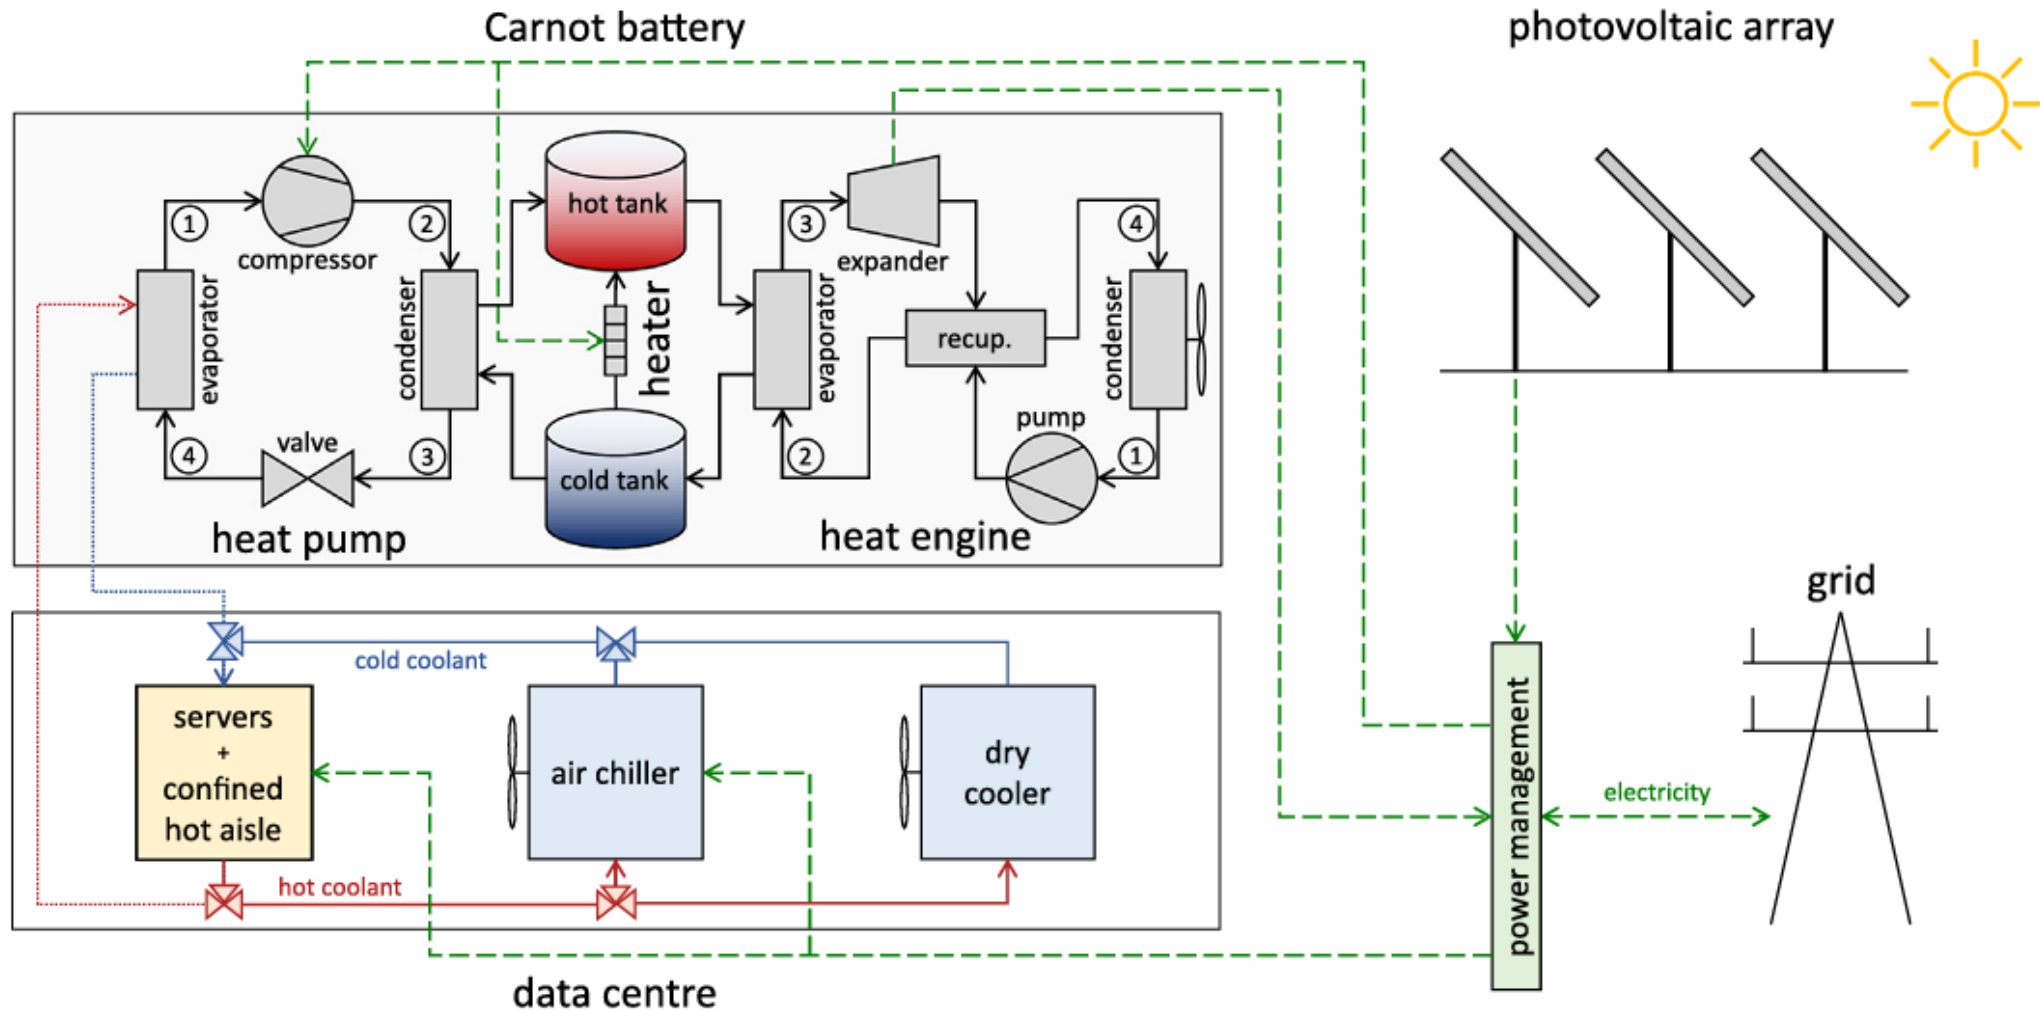 Carnot battery
photovoltaic array
hot tank
1
2
3
4
compressor
expander
evaporator
condenser
heater
evaporator
recup.
condenser
valve
pump
4
3
cold tank
2
1
heat pump
heat engine
grid
cold coolant
servers
+
confined
hot aisle
air chiller
dry
cooler
power management
electricity
hot coolant
data centre